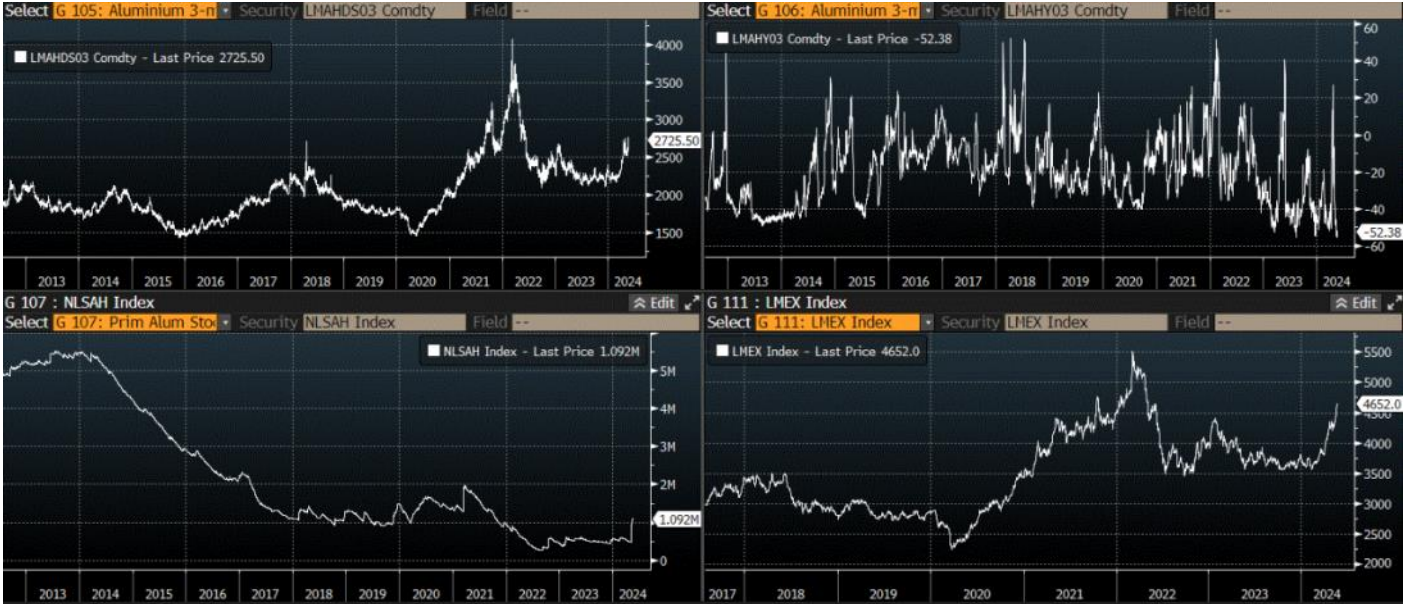 Select G 105: Aluminium 3-m Security LMAHDS03 Comdty Field --
LMAHDS03 Comdty - Last Price 2725.50
4000
3500
3000
2725.50
2500
2000
1500
2013 2014 2015 2016 2017 2018 2019 2020 2021 2022 2023 2024
Select G 106: Aluminium 3-m Security LMAHY03 Comdty Field --
LMAHY03 Comdty - Last Price -52.38
60
40
20
0
-20
-40
-52.38
-60
2013 2014 2015 2016 2017 2018 2019 2020 2021 2022 2023 2024
G 107 : NLSAH Index Edit
Select G 107: Prim Alum Sto Security NLSAH Index Field --
NLSAH Index - Last Price 1.092M
5M
4M
3M
2M
1.092M
0
2013 2014 2015 2016 2017 2018 2019 2020 2021 2022 2023 2024
G 111 : LMEX Index Edit
Select G 111: LMEX Index Security LMEX Index Field --
LMEX Index - Last Price 4652.0
5500
5000
4652.0
4500
4000
3500
3000
2500
2000
2017 2018 2019 2020 2021 2022 2023 2024